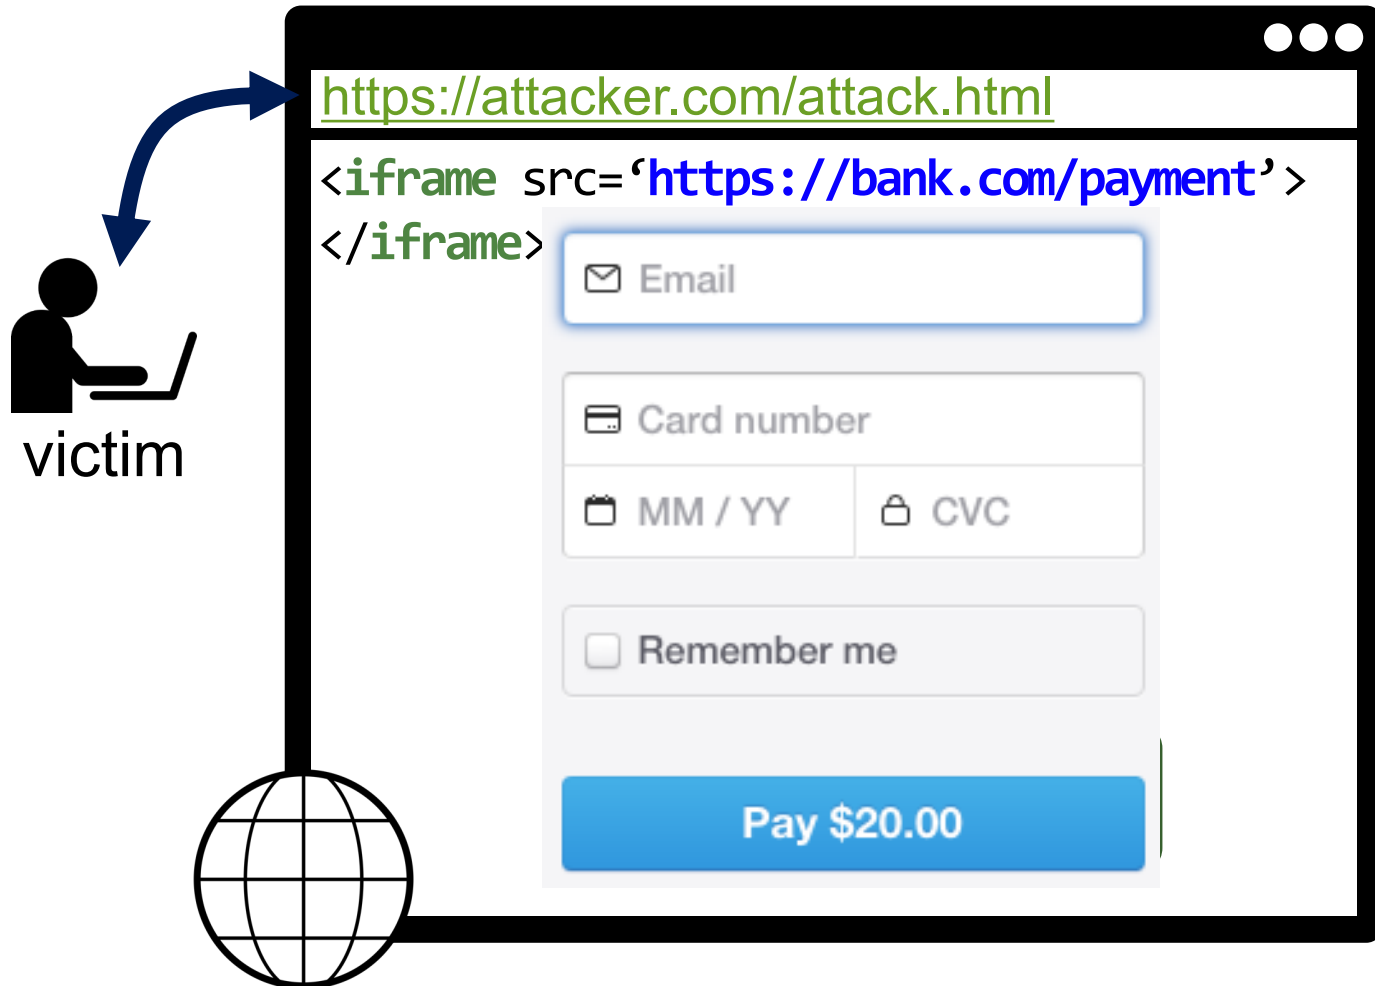 https://attacker.com/attack.html
<iframe src=‘https://bank.com/payment’>
</iframe>
Email
Card number
MM / YY
CVC
Remember me
Pay $20.00
victim